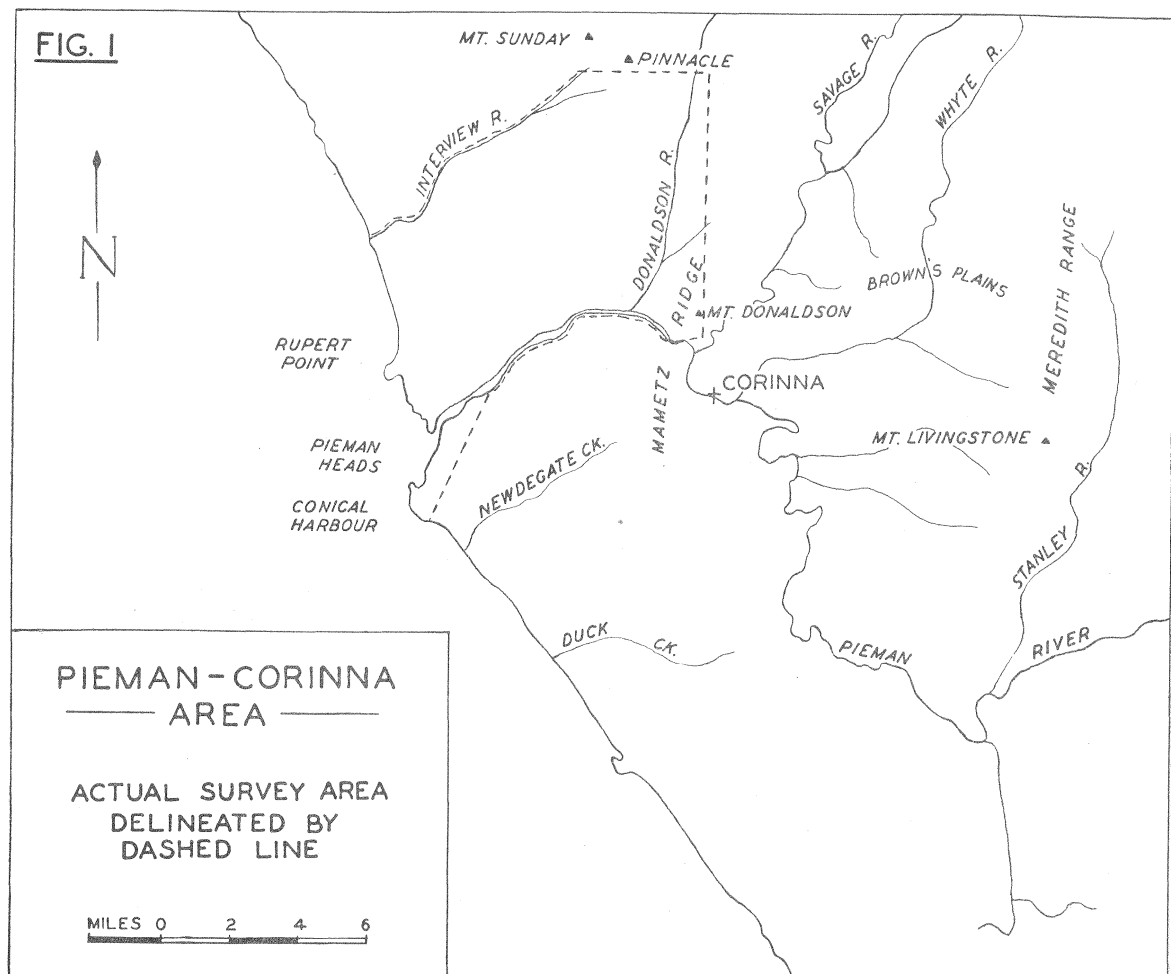 FIG. 1
MT. SUNDAY
PINNACLE
SAVAGE R.
WHYTE R.
INTERVIEW R.
N
DONALDSON R.
MEREDITH RANGE
BROWN'S PLAINS
RIDGE
MT. DONALDSON
RUPERT
POINT
MAMETZ
CORINNA
PIEMAN
HEADS
MT. LIVINGSTONE
NEWDEGATE CK.
CONICAL
HARBOUR
STANLEY R.
DUCK CK.
PIEMAN RIVER
PIEMAN-CORINNA
AREA
ACTUAL SURVEY AREA
DELINEATED BY
DASHED LINE
MILES 0 2 4 6